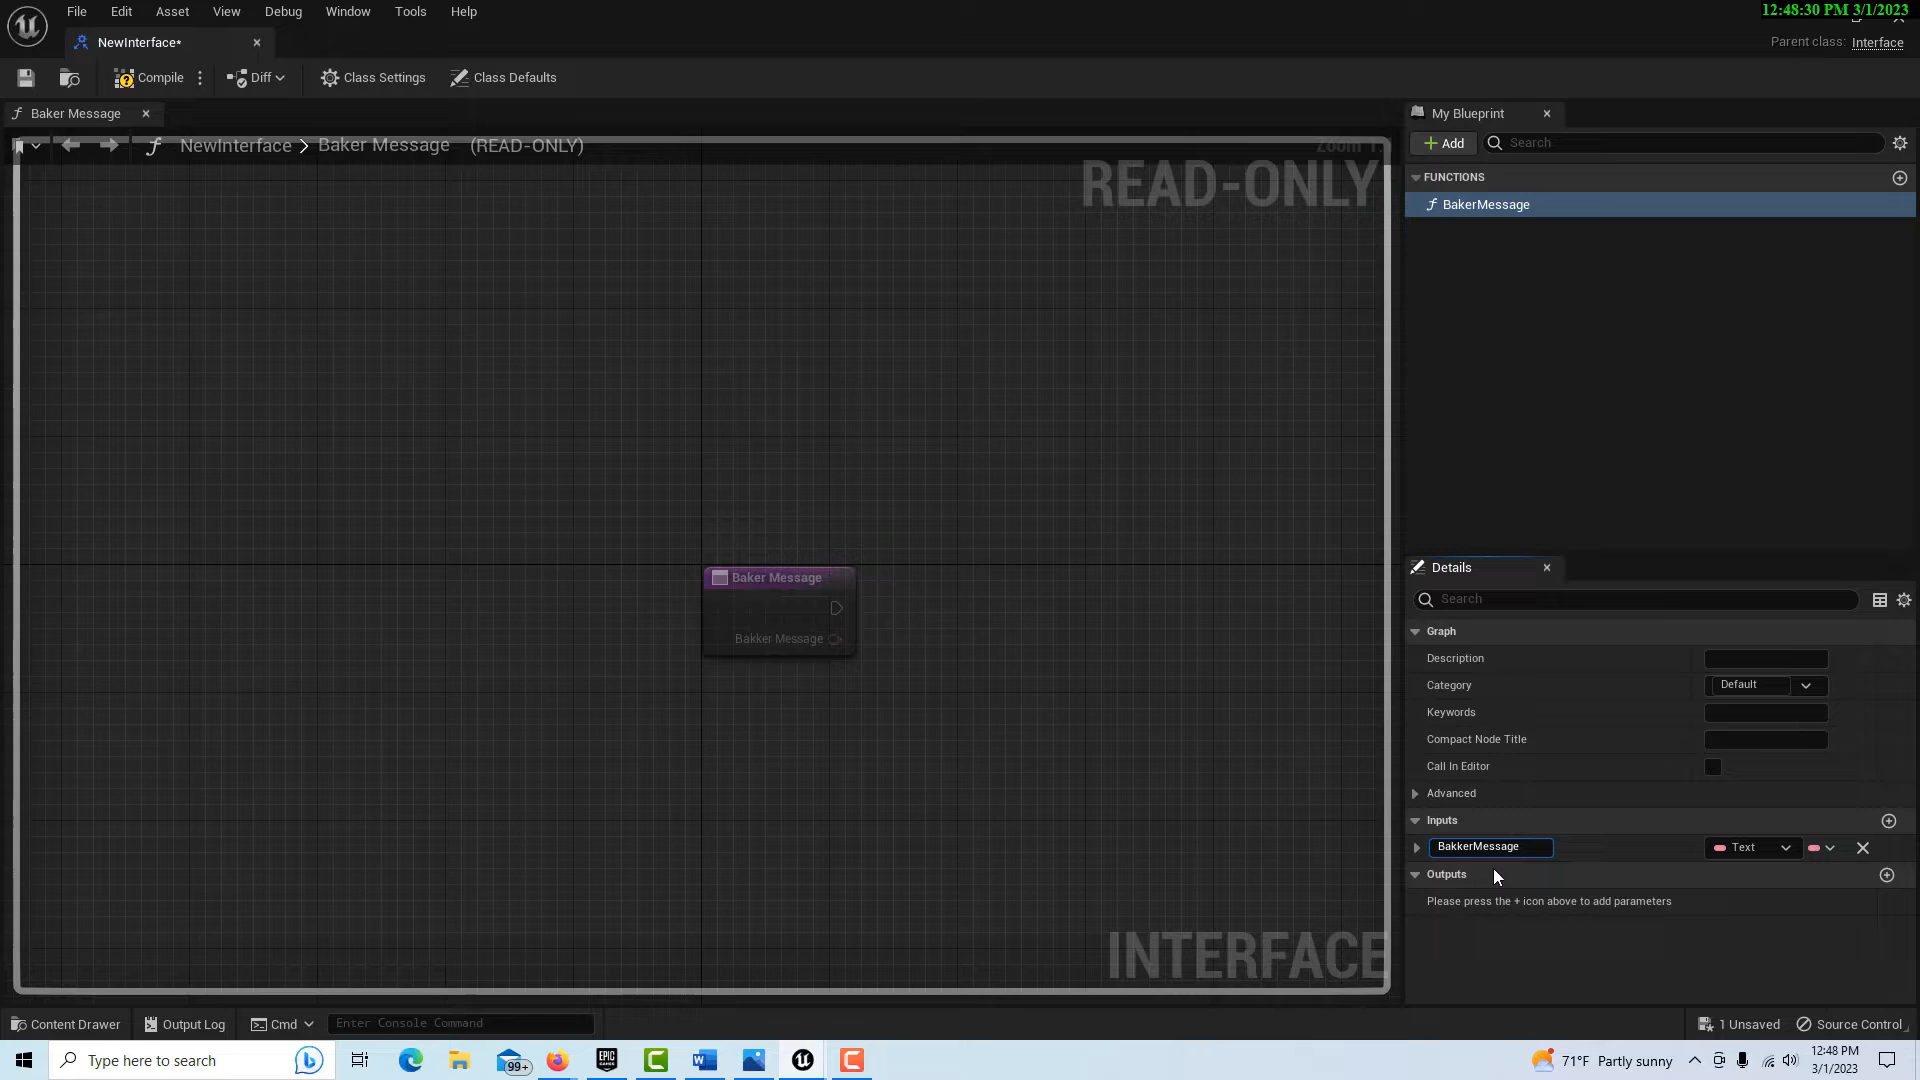 File Edit Asset View Debug Window Tools Help
12:48:30 PM 3/1/2023
NewInterface*
Parent class: Interface
Compile Diff Class Settings Class Defaults
Baker Message
My Blueprint
NewInterface > Baker Message (READ-ONLY)
Add Search
READ-ONLY
FUNCTIONS
BakerMessage
Baker Message
Bakker Message
Details
Search
Graph
Description
Category Default
Keywords
Compact Node Title
Call In Editor
Advanced
Inputs
BakkerMessage Text
Outputs
Please press the + icon above to add parameters
INTERFACE
Content Drawer Output Log Cmd Enter Console Command 1 Unsaved Source Control
Type here to search
99+
EPIC GAMES
71°F Partly sunny
12:48 PM
3/1/2023